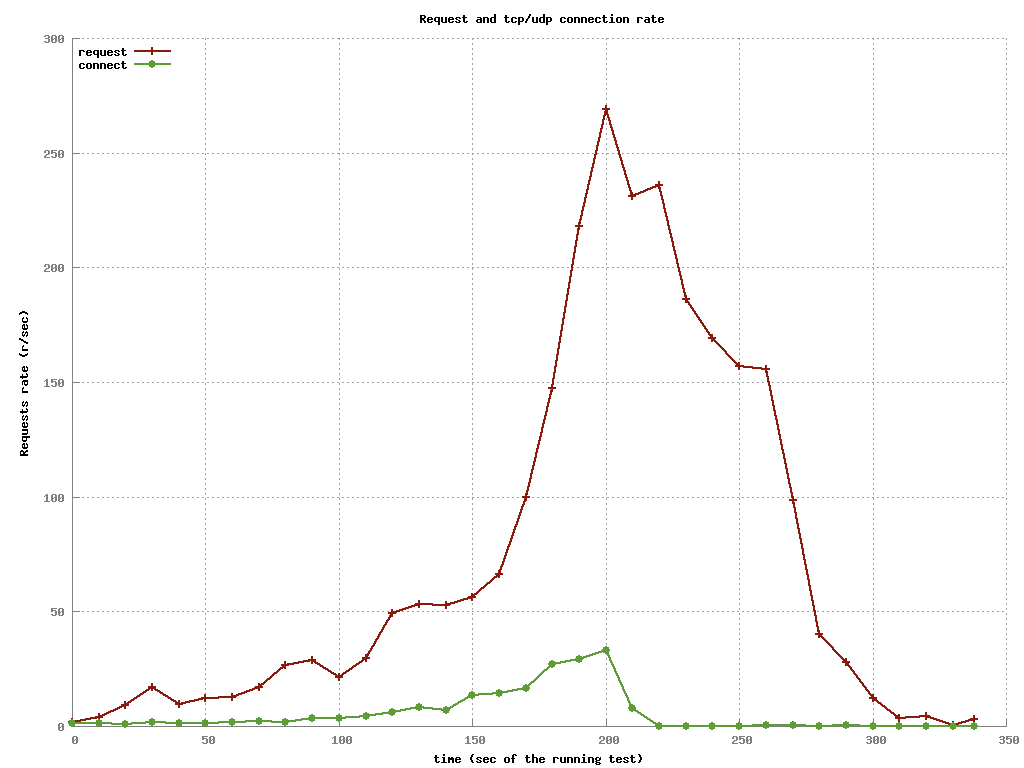 Request and tcp/udp connection rate
request
connect
300
250
200
150
100
50
0
Requests rate (r/sec)
0 50 100 150 200 250 300 350
time (sec of the running test)